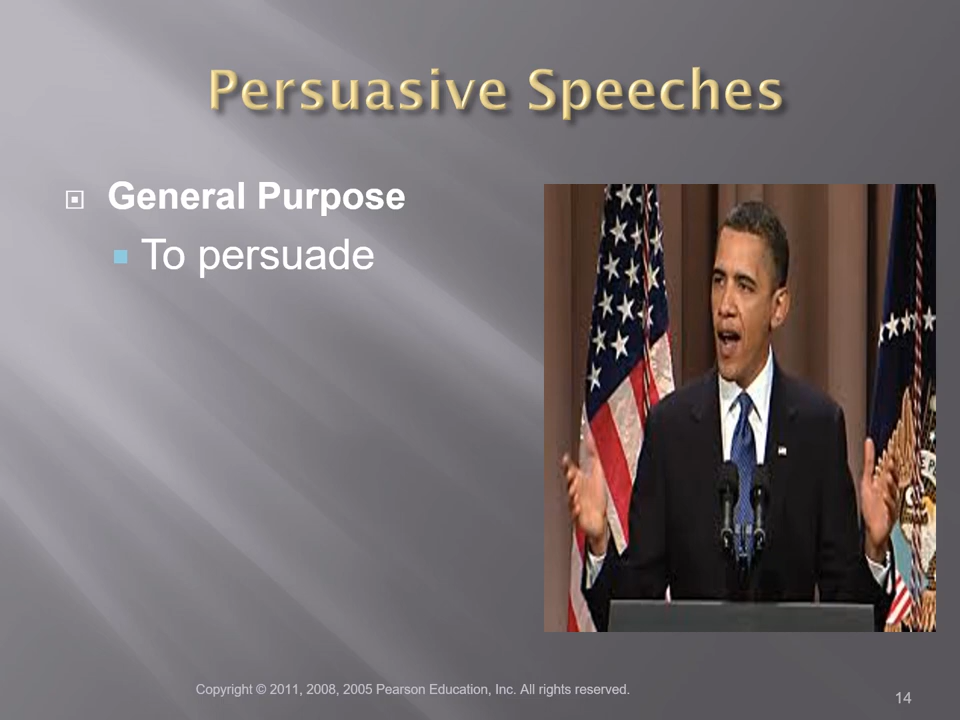 Persuasive Speeches
General Purpose
To persuade
Copyright © 2011, 2008, 2005 Pearson Education, Inc. All rights reserved.
14